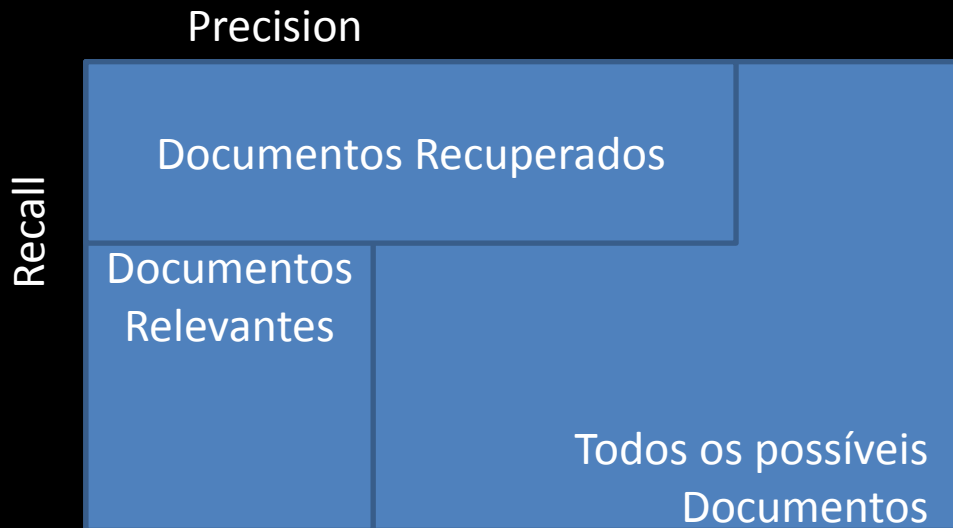 Precision
Documentos Recuperados
Recall
Documentos
Relevantes
Todos os possíveis
Documentos